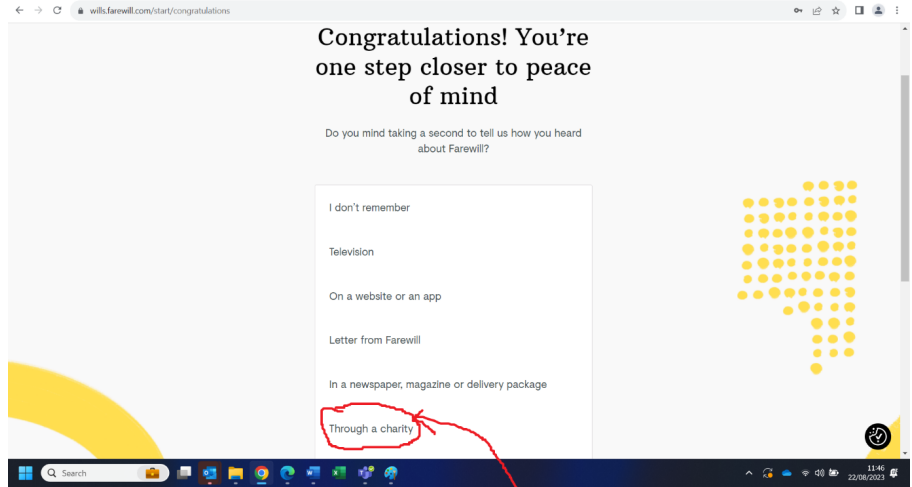 wills.farewill.com/start/congratulations
Congratulations! You’re
one step closer to peace
of mind
Do you mind taking a second to tell us how you heard
about Farewill?
I don't remember
Television
On a website or an app
Letter from Farewill
In a newspaper, magazine or delivery package
Through a charity
Search
11:46
22/08/2023